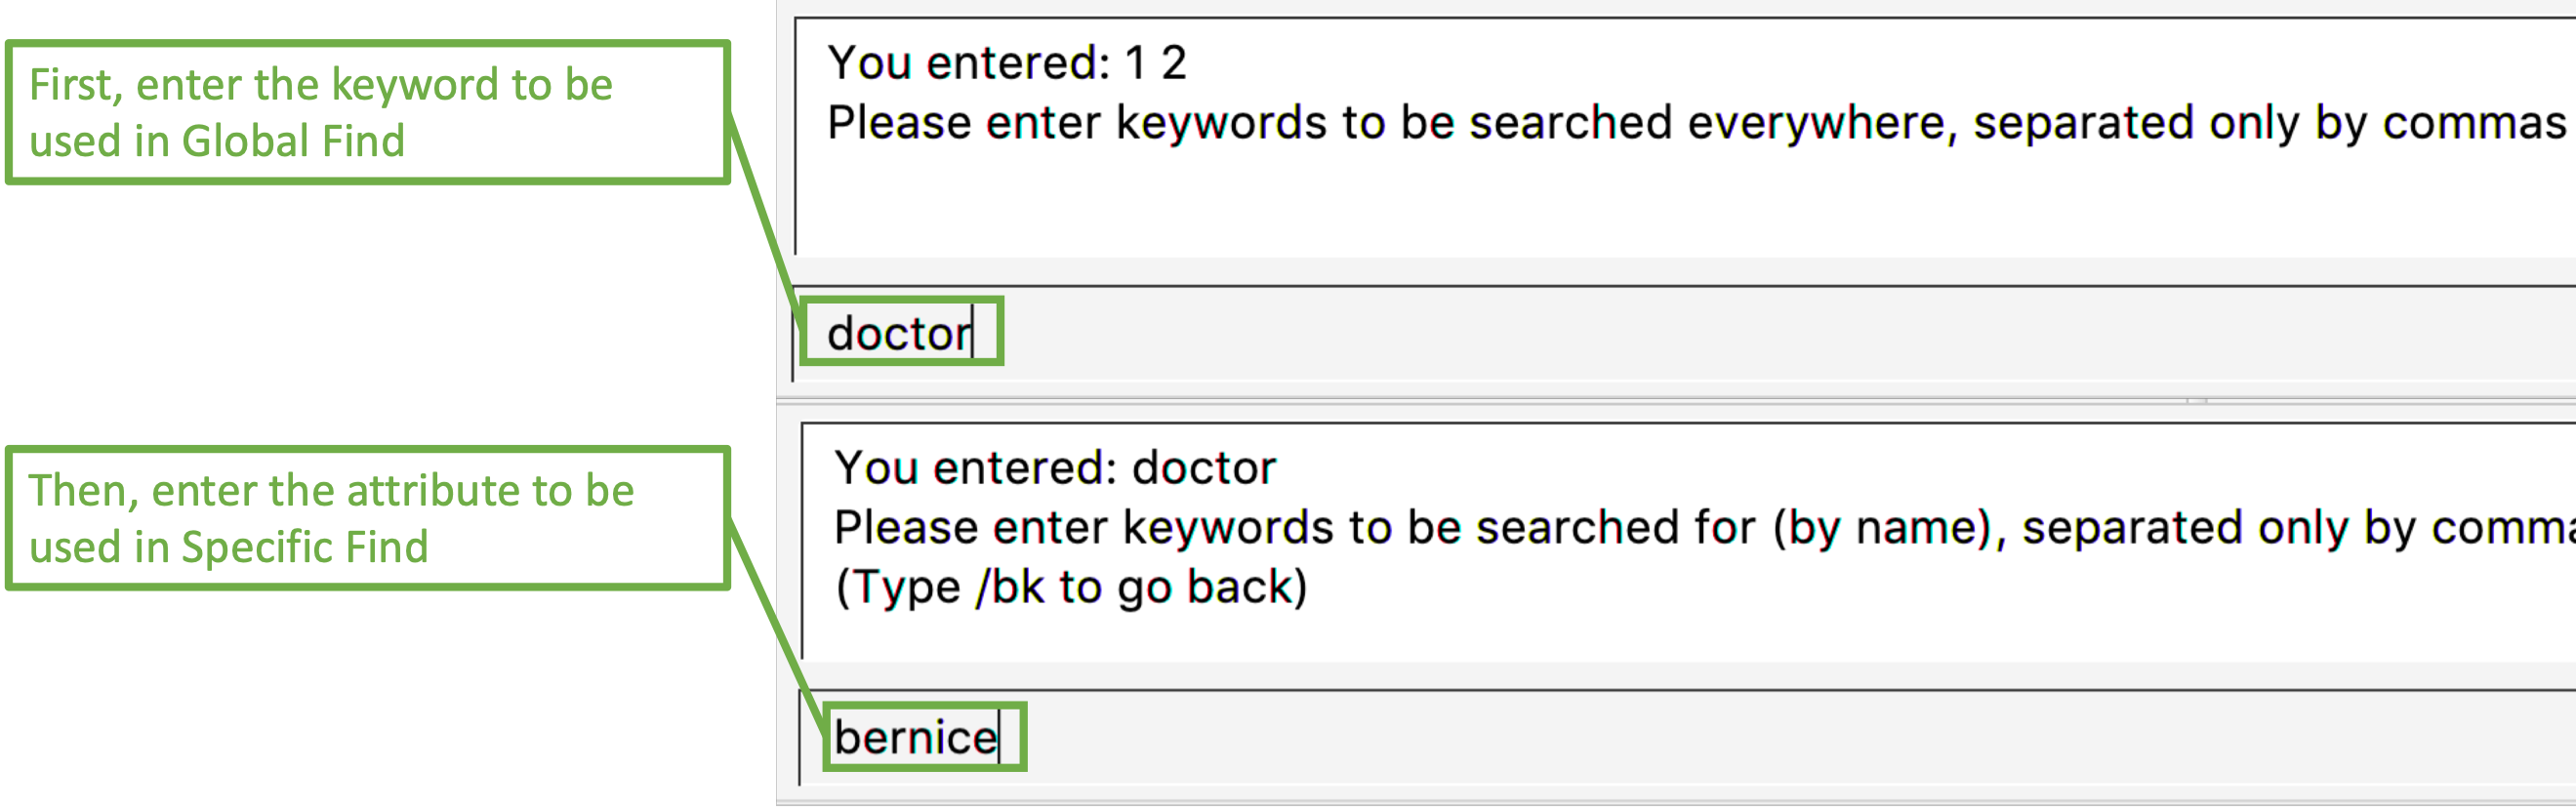 First, enter the keyword to be
used in Global Find
You entered: 1 2
Please enter keywords to be searched everywhere, separated only by commas
doctor
Then, enter the attribute to be
used in Specific Find
You entered: doctor
Please enter keywords to be searched for (by name), separated only by comma
(Type /bk to go back)
bernice